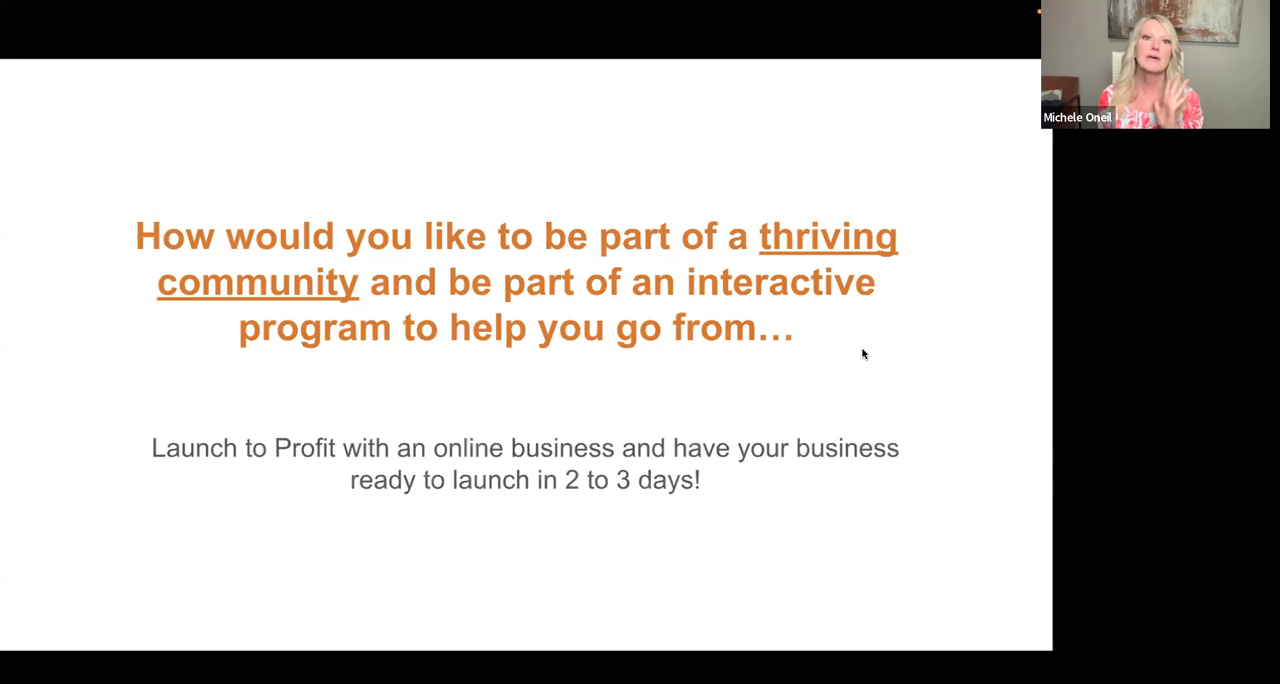 Michele Oneil
How would you like to be part of a thriving
community and be part of an interactive
program to help you go from…
Launch to Profit with an online business and have your business
ready to launch in 2 to 3 days!